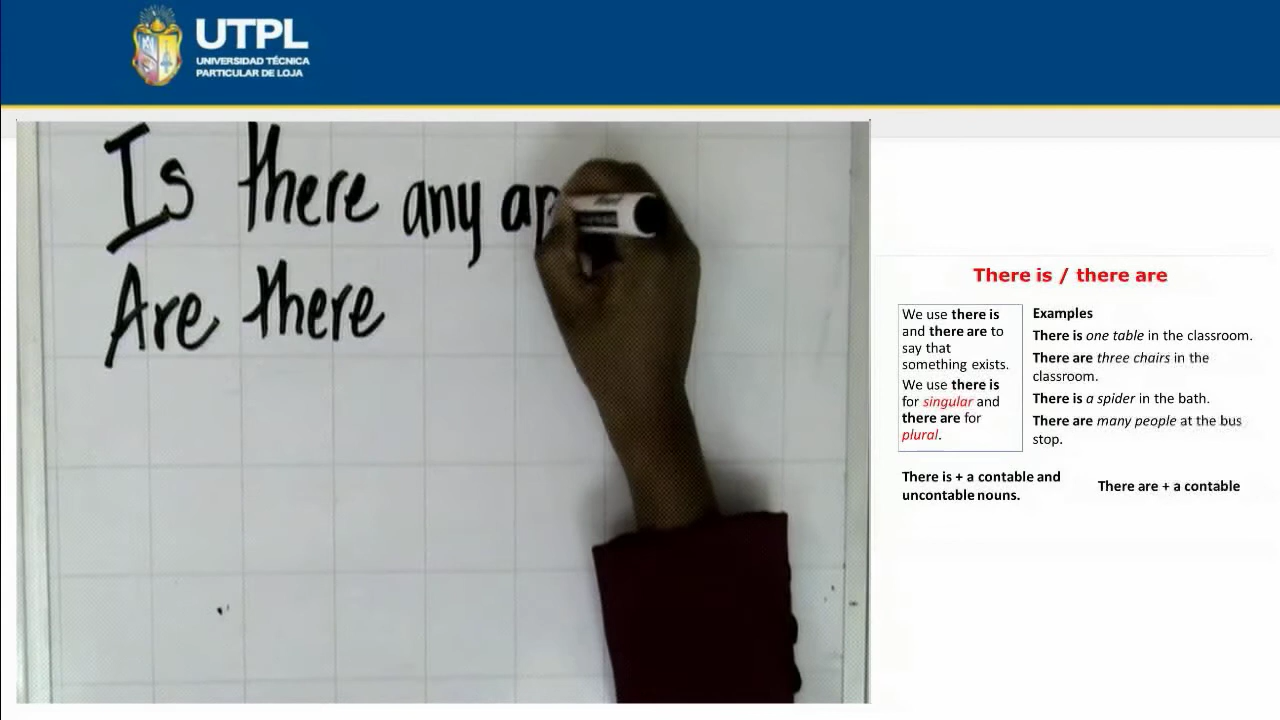 UTPL
UNIVERSIDAD TÉCNICA
PARTICULAR DE LOJA
Is there any
Are there
There is / there are
We use there is
and there are to
say that
something exists.
We use there is
for singular and
there are for
plural.
Examples
There is one table in the classroom.
There are three chairs in the
classroom.
There is a spider in the bath.
There are many people at the bus
stop.
There is + a contable and
uncontable nouns.
There are + a contable